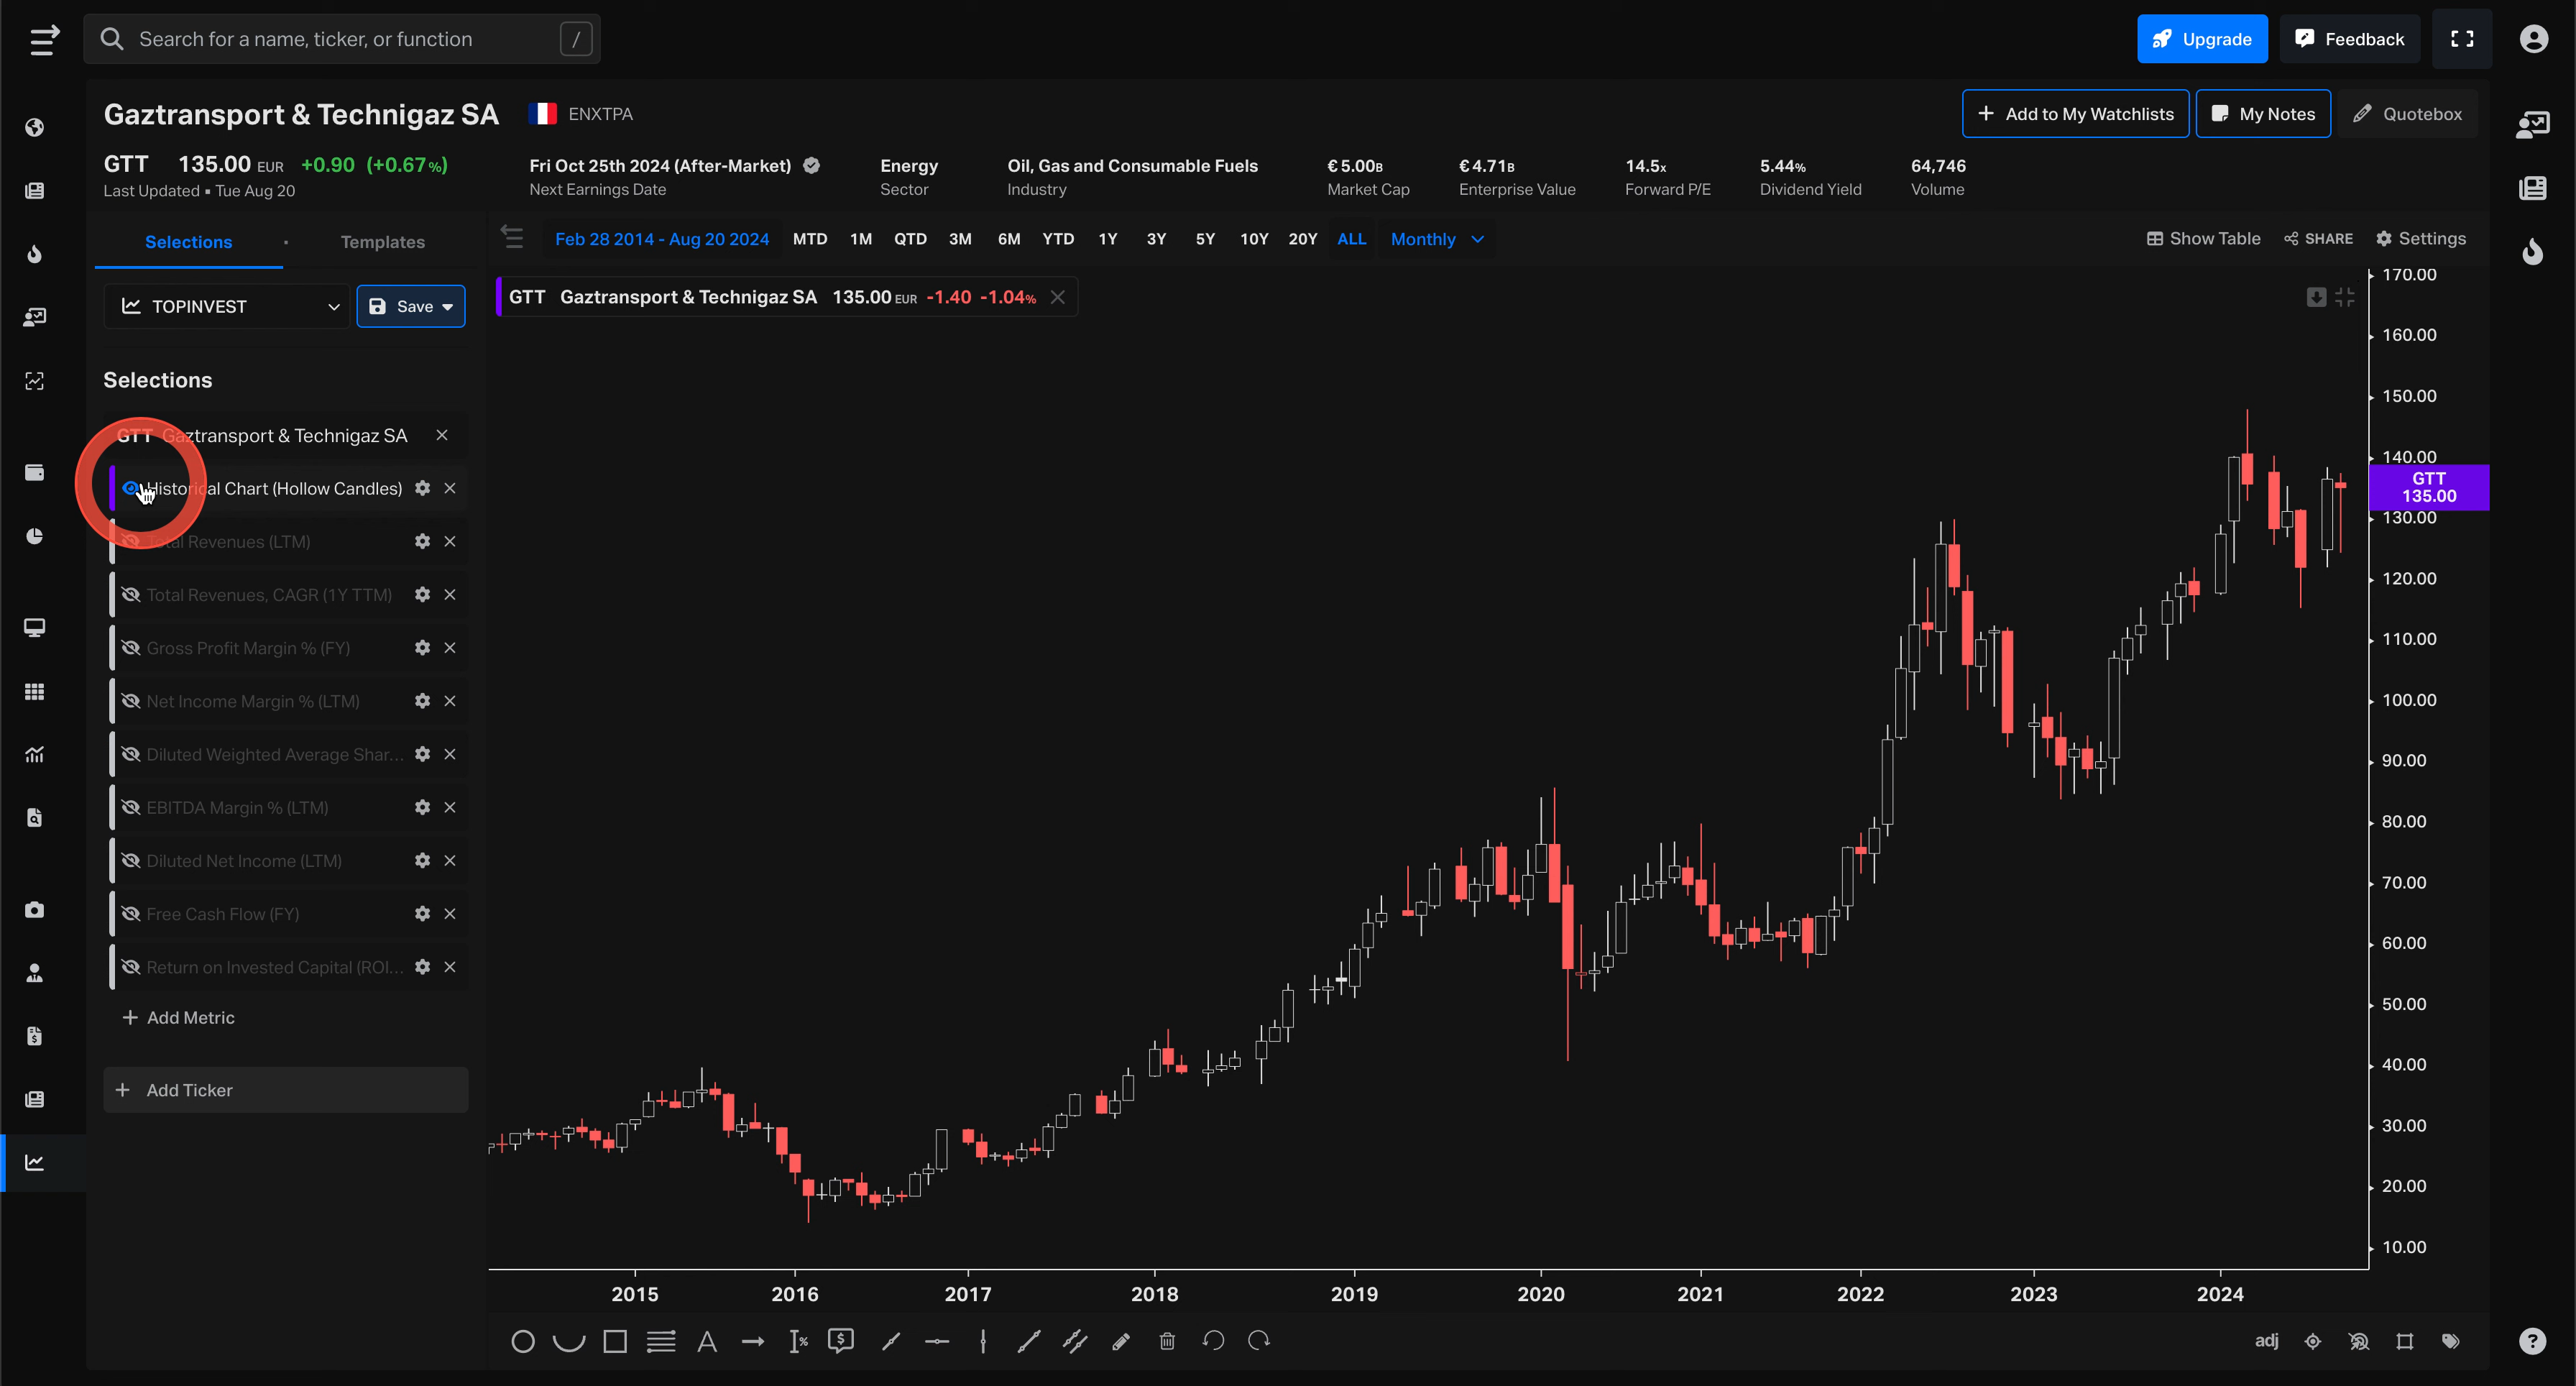 Search for a name, ticker, or function /
Upgrade
Feedback
Gaztransport & Technigaz SA ENXTPA
Add to My Watchlists
My Notes
Quotebox
GTT 135.00 EUR +0.90 (+0.67%)
Last Updated • Tue Aug 20
Fri Oct 25th 2024 (After-Market)
Next Earnings Date
Energy
Sector
Oil, Gas and Consumable Fuels
Industry
€5.00B
Market Cap
€4.71B
Enterprise Value
14.5x
Forward P/E
5.44%
Dividend Yield
64,746
Volume
Selections · Templates
Feb 28 2014 - Aug 20 2024 MTD 1M QTD 3M 6M YTD 1Y 3Y 5Y 10Y 20Y ALL Monthly
Show Table SHARE Settings
TOPINVEST
Save
GTT Gaztransport & Technigaz SA 135.00 EUR -1.40 -1.04%
Selections
GTT Gaztransport & Technigaz SA
Historical Chart (Hollow Candles)
Total Revenues (LTM)
Total Revenues, CAGR (1Y TTM)
Gross Profit Margin % (FY)
Net Income Margin % (LTM)
Diluted Weighted Average Shar...
EBITDA Margin % (LTM)
Diluted Net Income (LTM)
Free Cash Flow (FY)
Return on Invested Capital (ROI...
+ Add Metric
+ Add Ticker
170.00
160.00
150.00
140.00
GTT
135.00
130.00
120.00
110.00
100.00
90.00
80.00
70.00
60.00
50.00
40.00
30.00
20.00
10.00
2015 2016 2017 2018 2019 2020 2021 2022 2023 2024
A
%
$
adj
?